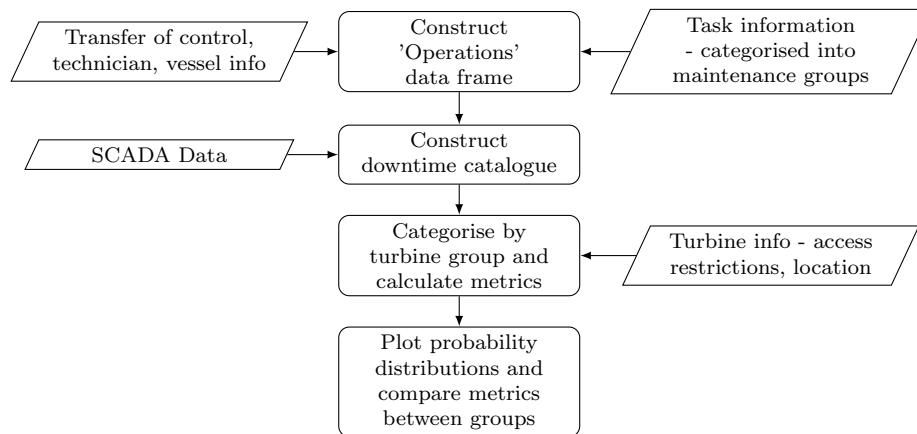 Transfer of control,
technician, vessel info
Construct
'Operations'
data frame
Task information
- categorised into
maintenance groups
SCADA Data
Construct
downtime catalogue
Categorise by
turbine group and
calculate metrics
Turbine info - access
restrictions, location
Plot probability
distributions and
compare metrics
between groups